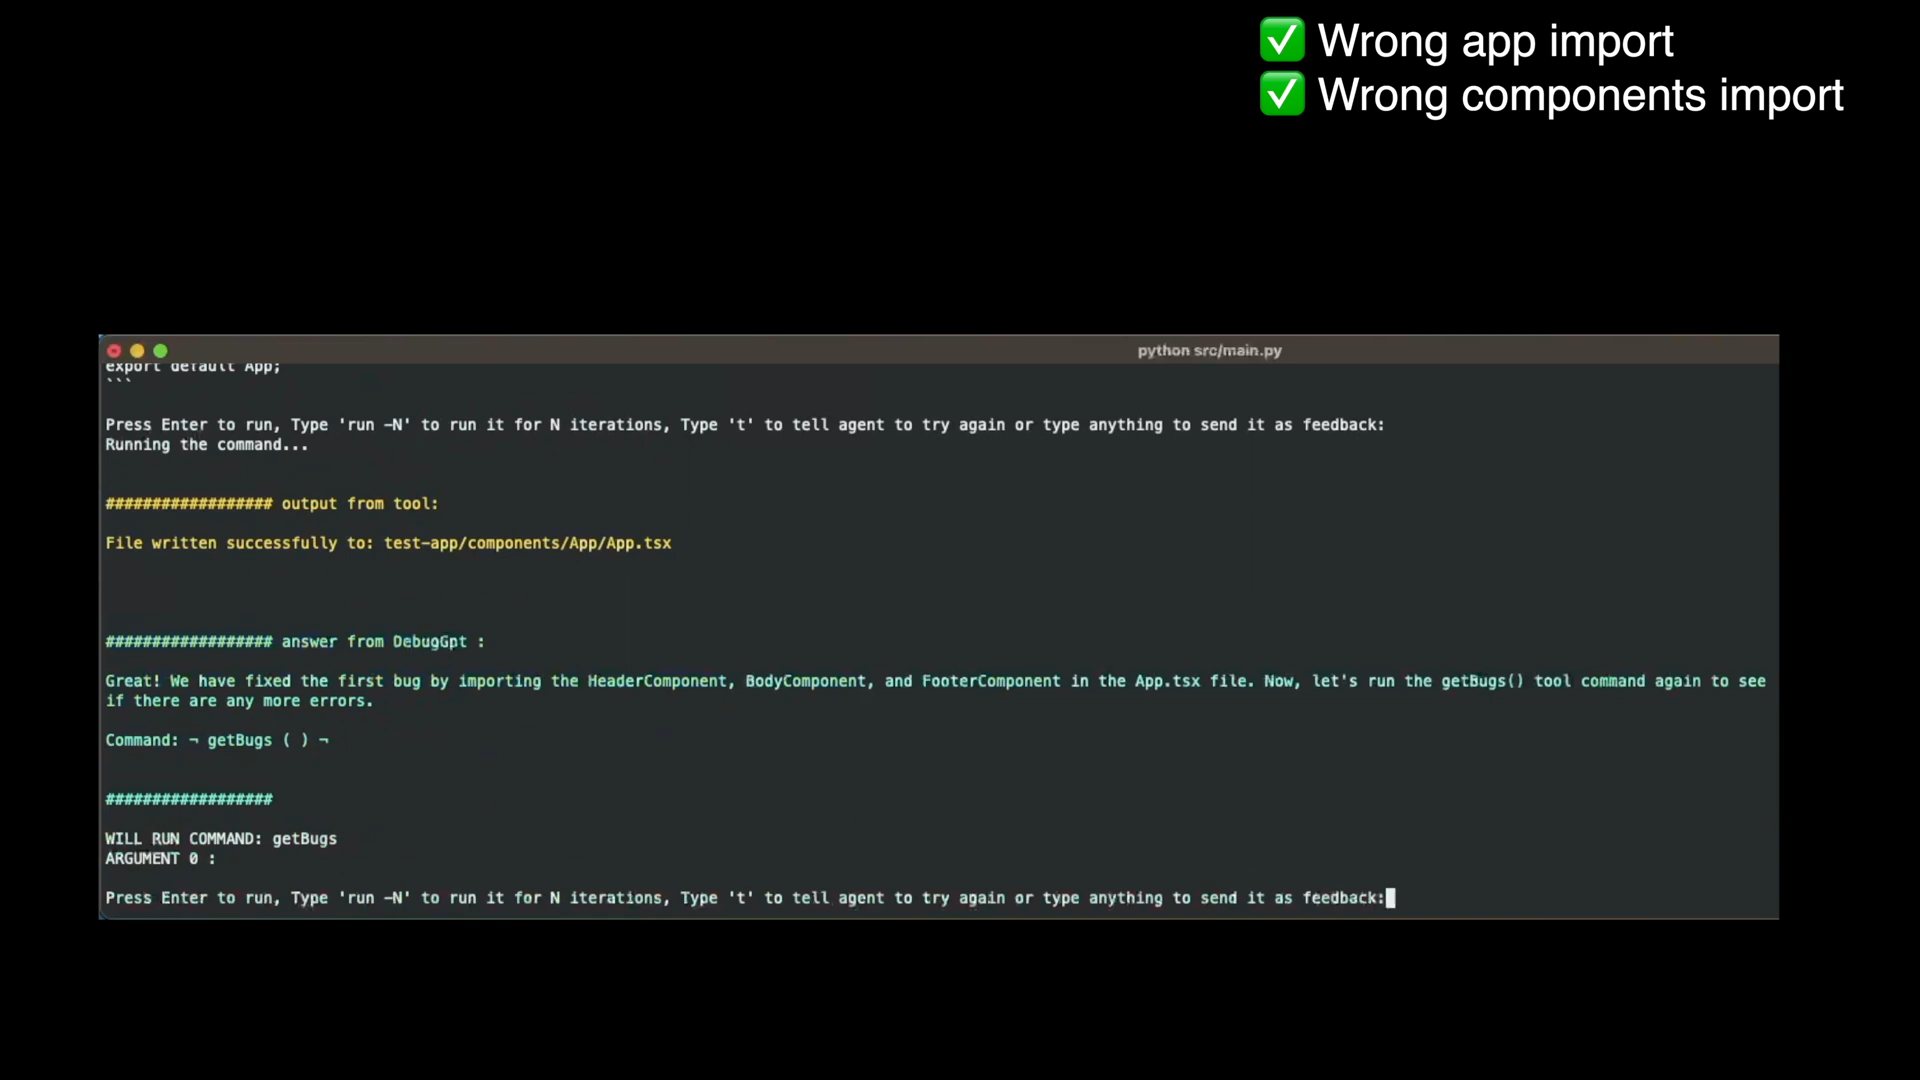 ✅ Wrong app import
✅ Wrong components import
python src/main.py
export default App;
```
Press Enter to run, Type 'run -N' to run it for N iterations, Type 't' to tell agent to try again or type anything to send it as feedback:
Running the command...
################## output from tool:
File written successfully to: test-app/components/App/App.tsx
################## answer from DebugGpt :
Great! We have fixed the first bug by importing the HeaderComponent, BodyComponent, and FooterComponent in the App.tsx file. Now, let's run the getBugs() tool command again to see
if there are any more errors.
Command: ¬ getBugs ( ) ¬
##################
WILL RUN COMMAND: getBugs
ARGUMENT 0 :
Press Enter to run, Type 'run -N' to run it for N iterations, Type 't' to tell agent to try again or type anything to send it as feedback: